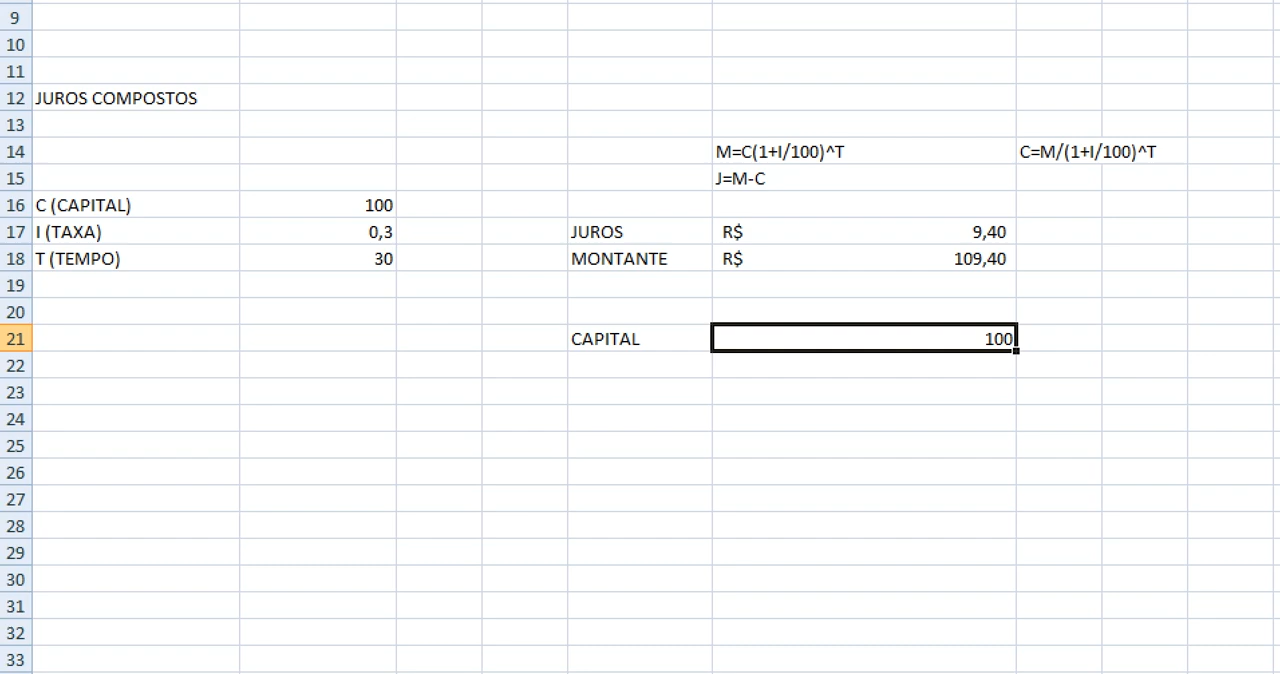 9
10
11
12 JUROS COMPOSTOS
13
14 M=C(1+I/100)^T C=M/(1+I/100)^T
15 J=M-C
16 C (CAPITAL) 100
17 I (TAXA) 0,3 JUROS R$ 9,40
18 T (TEMPO) 30 MONTANTE R$ 109,40
19
20
21 CAPITAL 100
22
23
24
25
26
27
28
29
30
31
32
33